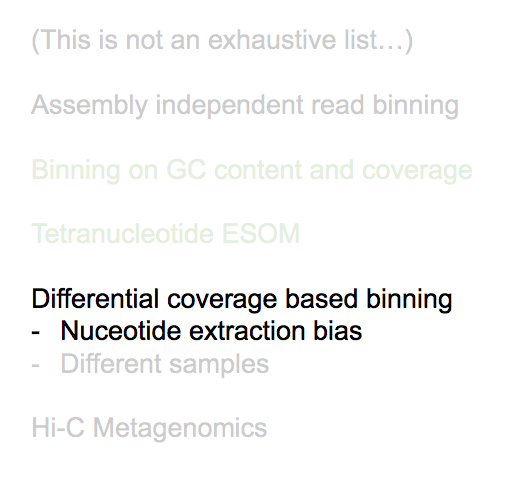 (This is not an exhaustive list…)
Assembly independent read binning
Binning on GC content and coverage
Tetranucleotide ESOM
Differential coverage based binning
- Nuceotide extraction bias
- Different samples
Hi-C Metagenomics